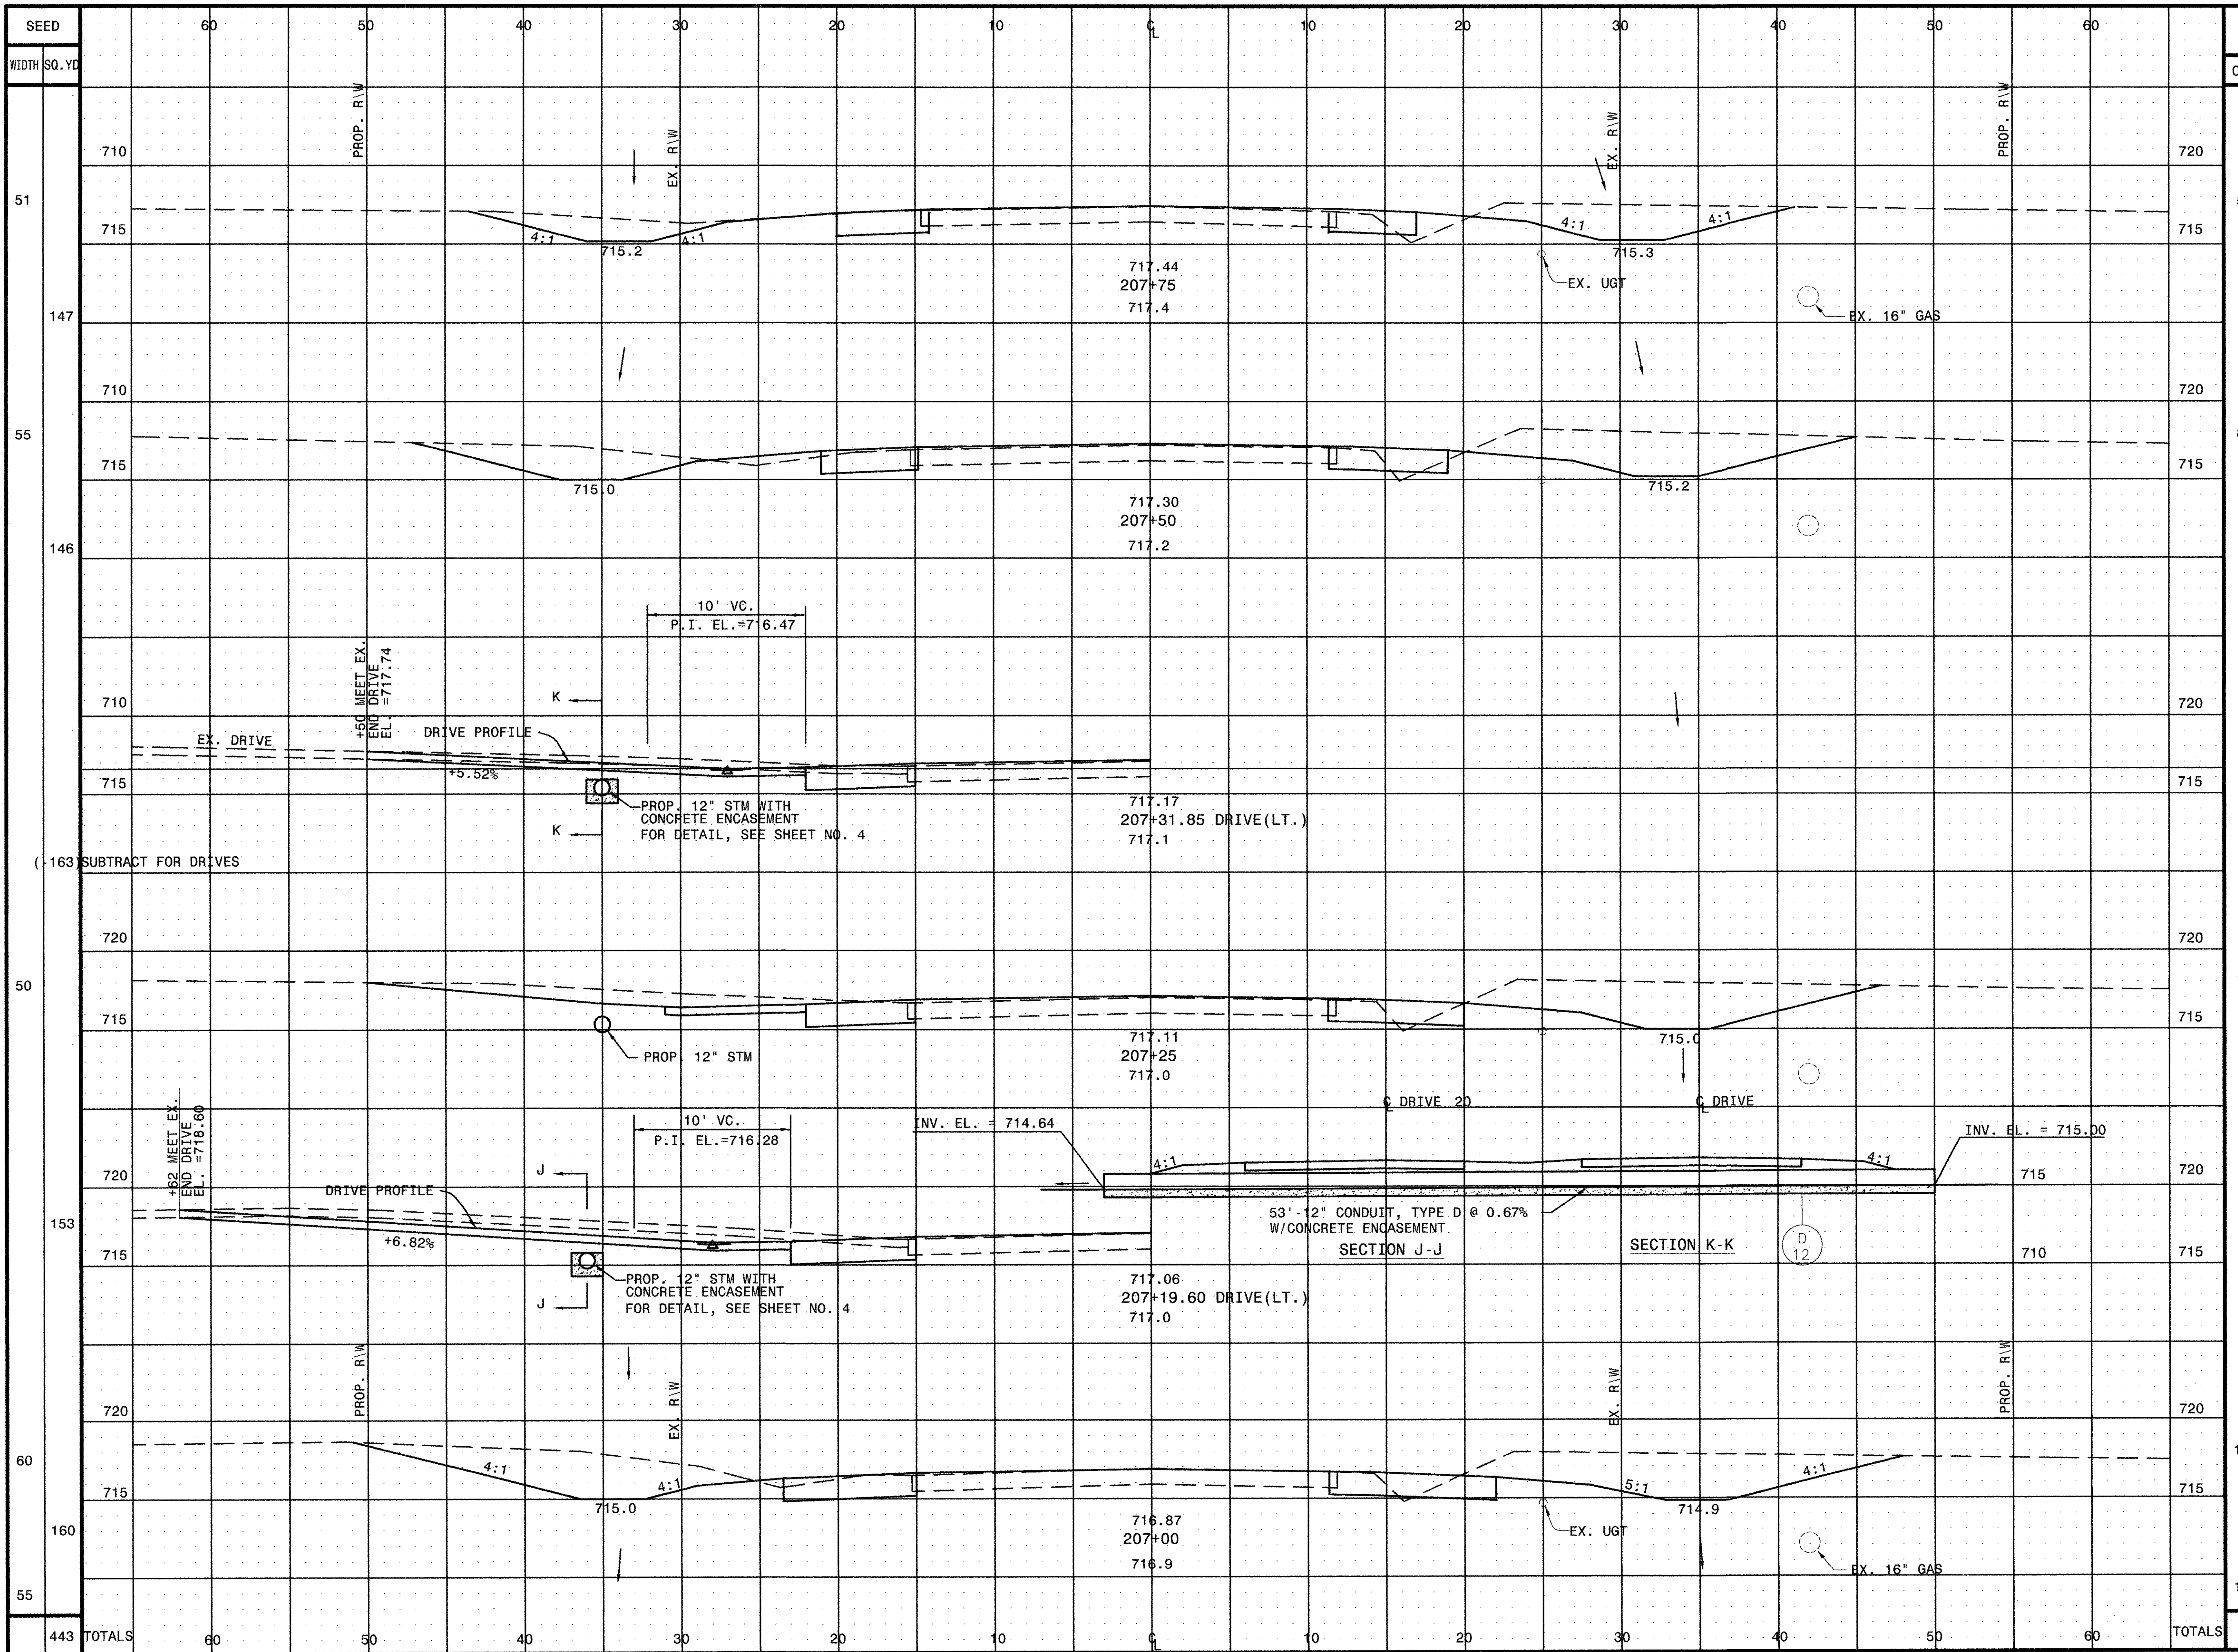 SEED
WIDTH SQ.YD
60 50 40 30 20 10 ℄ 10 20 30 40 50 60
PROP. R\W
EX. R\W
EX. R\W
PROP. R\W
710
720
51
715
4:1
4:1
4:1
4:1
715
715.2
715.3
717.44
207+75
717.4
EX. UGT
147
EX. 16" GAS
710
720
55
715
715
715.0
715.2
717.30
207+50
717.2
146
10' VC.
P.I. EL.=716.47
+50 MEET EX.
END DRIVE
EL. =717.74
K
710
720
EX. DRIVE
DRIVE PROFILE
+5.52%
715
715
PROP. 12" STM WITH
CONCRETE ENCASEMENT
FOR DETAIL, SEE SHEET NO. 4
K
717.17
207+31.85 DRIVE(LT.)
717.1
(-163)SUBTRACT FOR DRIVES
720
720
50
715
715
715.0
PROP. 12" STM
717.11
207+25
717.0
℄ DRIVE 20
℄ DRIVE
+62 MEET EX.
END DRIVE
EL. =718.60
10' VC.
P.I. EL.=716.28
INV. EL. = 714.64
INV. EL. = 715.00
J
4:1
4:1
720
715
720
DRIVE PROFILE
153
+6.82%
53'-12" CONDUIT, TYPE D @ 0.67%
W/CONCRETE ENCASEMENT
SECTION J-J
SECTION K-K
D
12
715
710
715
PROP. 12" STM WITH
CONCRETE ENCASEMENT
FOR DETAIL, SEE SHEET NO. 4
J
717.06
207+19.60 DRIVE(LT.)
717.0
PROP. R\W
EX. R\W
EX. R\W
PROP. R\W
720
720
60
4:1
4:1
5:1
4:1
715
715
715.0
714.9
716.87
207+00
716.9
EX. UGT
160
EX. 16" GAS
55
443 TOTALS
60 50 40 30 20 10 ℄ 10 20 30 40 50 60
TOTALS